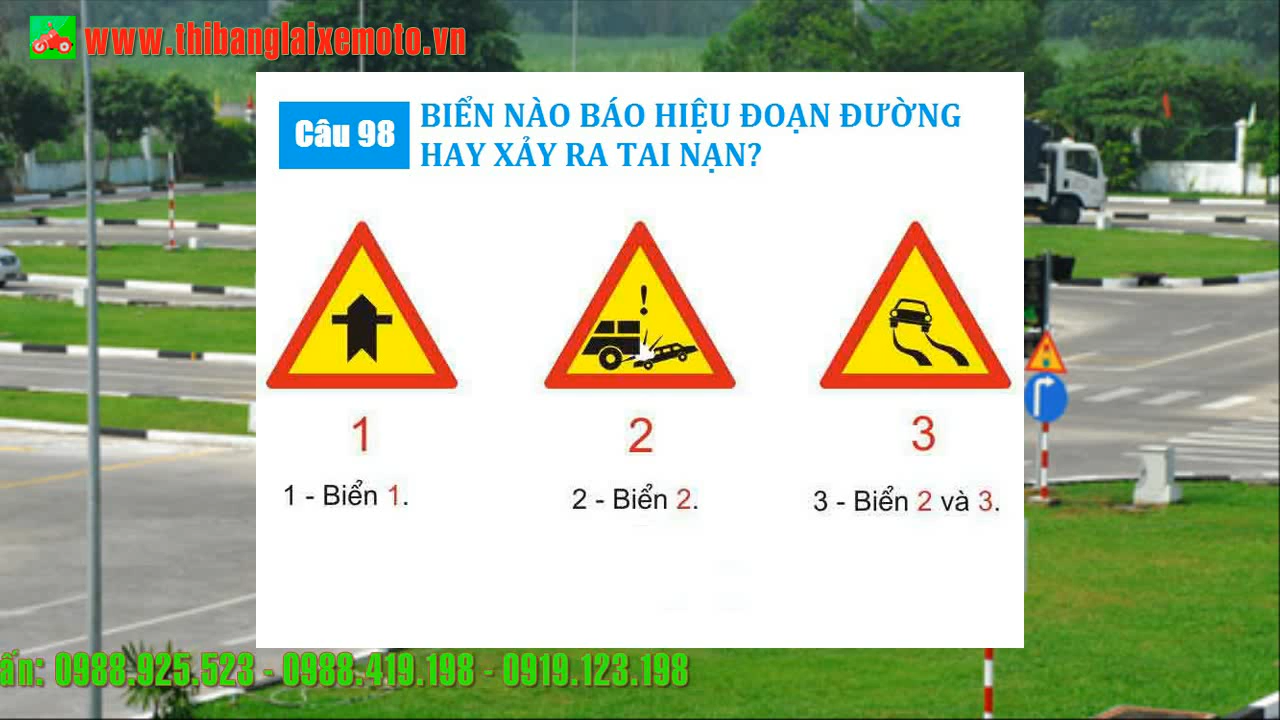 www.thibanglaixemoto.vn
Câu 98
BIỂN NÀO BÁO HIỆU ĐOẠN ĐƯỜNG
HAY XẢY RA TAI NẠN?
!
1
2
3
1 - Biển 1.
2 - Biển 2.
3 - Biển 2 và 3.
ấn: 0988.925.523 - 0988.419.198 - 0919.123.198